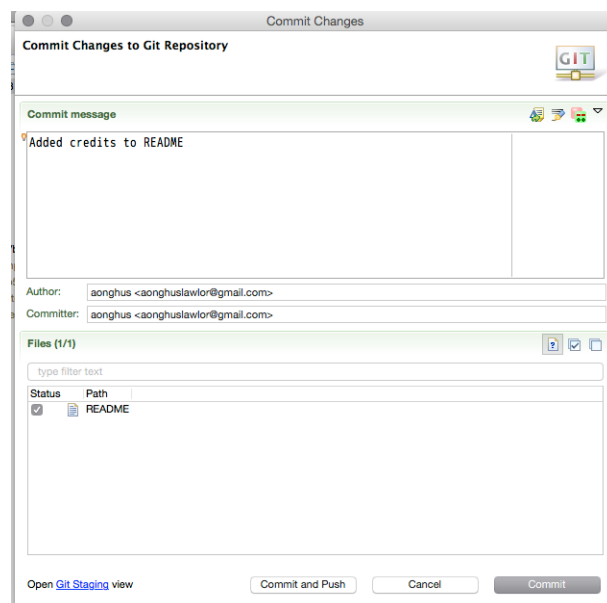 Commit Changes
Commit Changes to Git Repository
GIT
Commit message
Added credits to README
Author: aonghus <aonghuslawlor@gmail.com>
Committer: aonghus <aonghuslawlor@gmail.com>
Files (1/1)
type filter text
Status Path
README
Open Git Staging view Commit and Push Cancel Commit